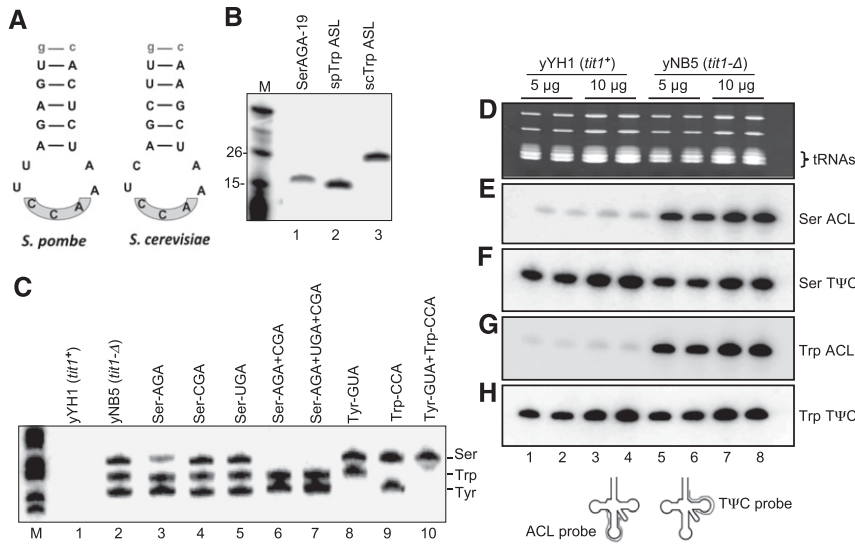 A
g — c
U — A
G — C
A — U
G — C
A — U
U A
U A
C C A
S. pombe
g — c
U — A
U — A
C — G
G — C
A — U
C A
U A
C C A
S. cerevisiae
B
M
SerAGA-19
spTrp ASL
scTrp ASL
26-
15-
1 2 3
C
yYH1 (tit1+)
yNB5 (tit1-Δ)
Ser-AGA
Ser-CGA
Ser-UGA
Ser-AGA+CGA
Ser-AGA+UGA+CGA
Tyr-GUA
Trp-CCA
Tyr-GUA+Trp-CCA
Ser
Trp
Tyr
M 1 2 3 4 5 6 7 8 9 10
yYH1 (tit1+) yNB5 (tit1-Δ)
5 µg 10 µg 5 µg 10 µg
D
} tRNAs
E
Ser ACL
F
Ser TΨC
G
Trp ACL
H
Trp TΨC
1 2 3 4 5 6 7 8
ACL probe
TΨC probe